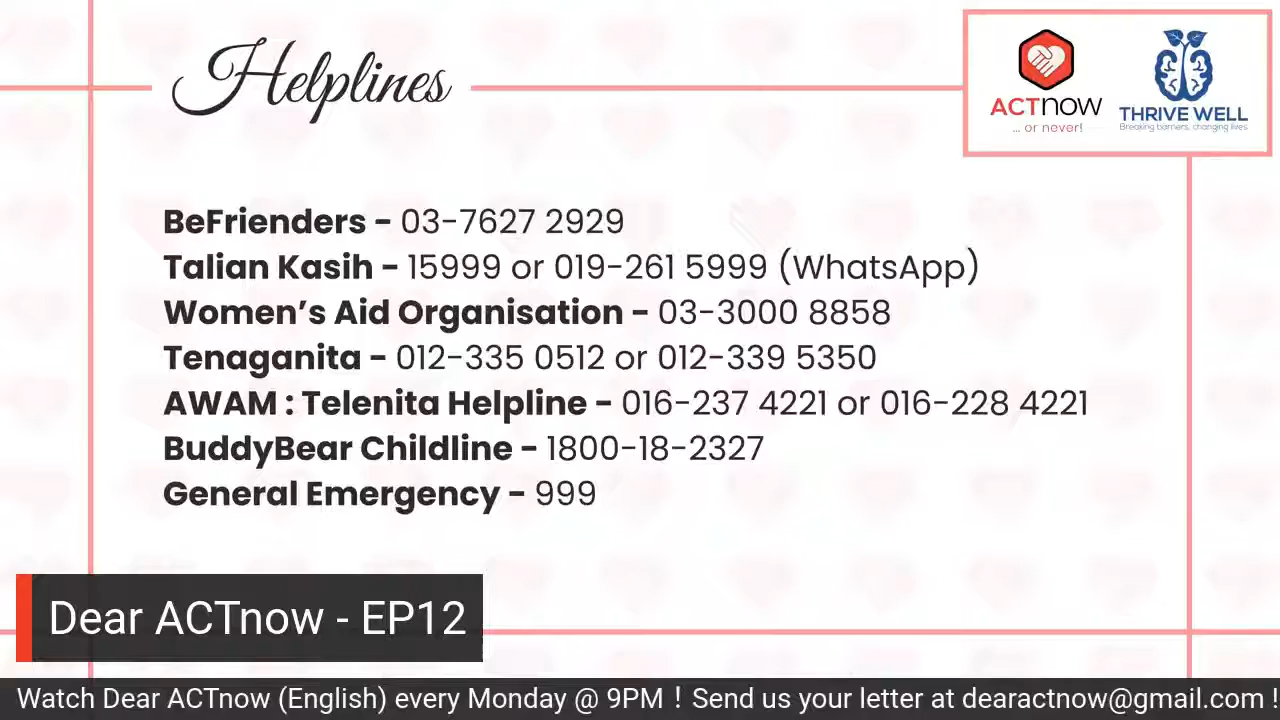 Helplines
ACTnow
... or never!
THRIVE WELL
Breaking barriers, changing lives
BeFrienders - 03-7627 2929
Talian Kasih - 15999 or 019-261 5999 (WhatsApp)
Women's Aid Organisation - 03-3000 8858
Tenaganita - 012-335 0512 or 012-339 5350
AWAM : Telenita Helpline - 016-237 4221 or 016-228 4221
BuddyBear Childline - 1800-18-2327
General Emergency - 999
Dear ACTnow - EP12
Watch Dear ACTnow (English) every Monday @ 9PM ! Send us your letter at dearactnow@gmail.com !